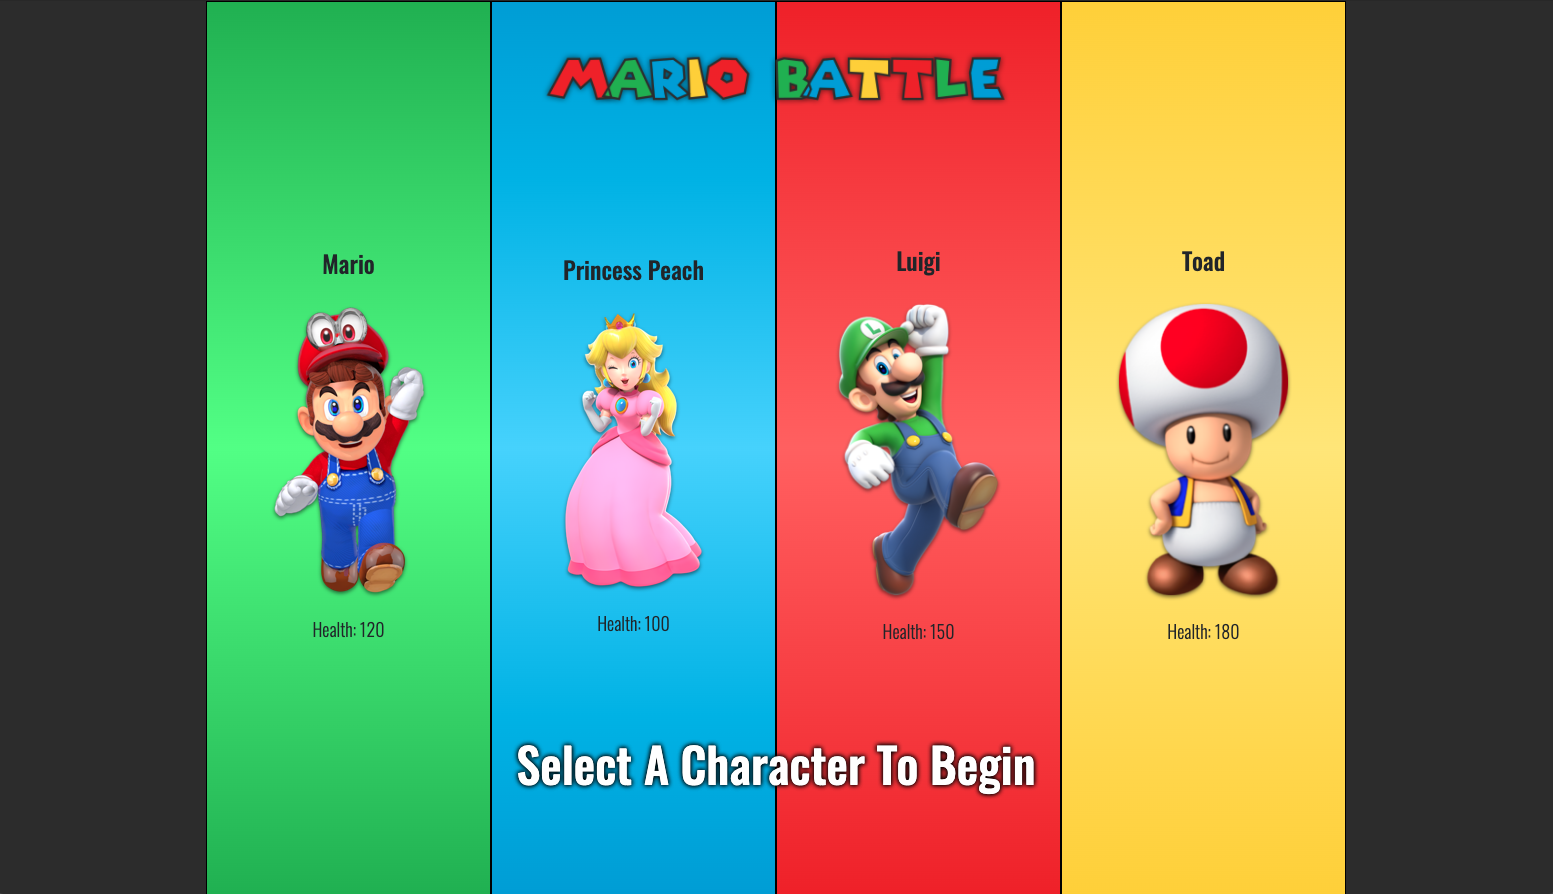 MARIO BATTLE
Mario
Princess Peach
Luigi
Toad
L
Health: 120
Health: 100
Health: 150
Health: 180
Select A Character To Begin